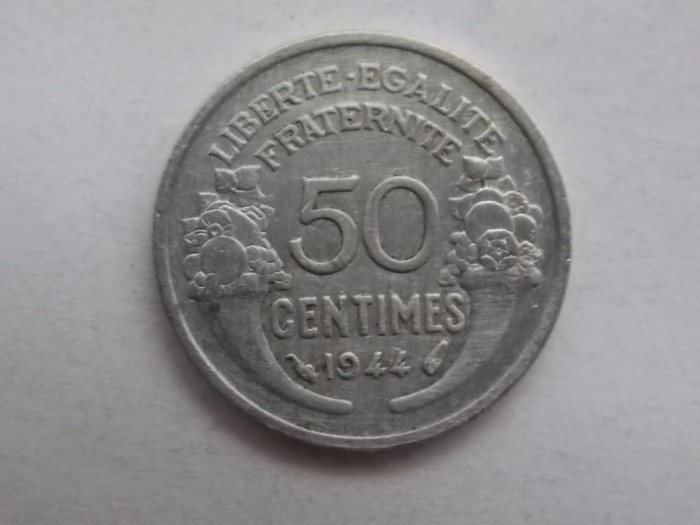 LIBERTE·EGALITE
FRATERNITE
50
CENTIMES
1944